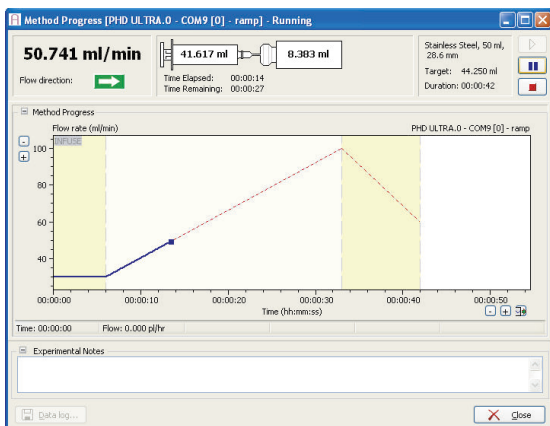 Method Progress [PHD ULTRA.0 - COM9 [0] - ramp] - Running
50.741 ml/min
Flow direction:
41.617 ml
8.383 ml
Time Elapsed: 00:00:14
Time Remaining: 00:00:27
Stainless Steel, 50 ml,
28.6 mm
Target: 44.250 ml
Duration: 00:00:42
Method Progress
Flow rate (ml/min)
PHD ULTRA.0 - COM9 [0] - ramp
INFUSE
100
80
60
40
00:00:00 00:00:10 00:00:20 00:00:30 00:00:40 00:00:50
Time (hh:mm:ss)
Time: 00:00:00 Flow: 0.000 pl/hr
Experimental Notes
Data log...
Close